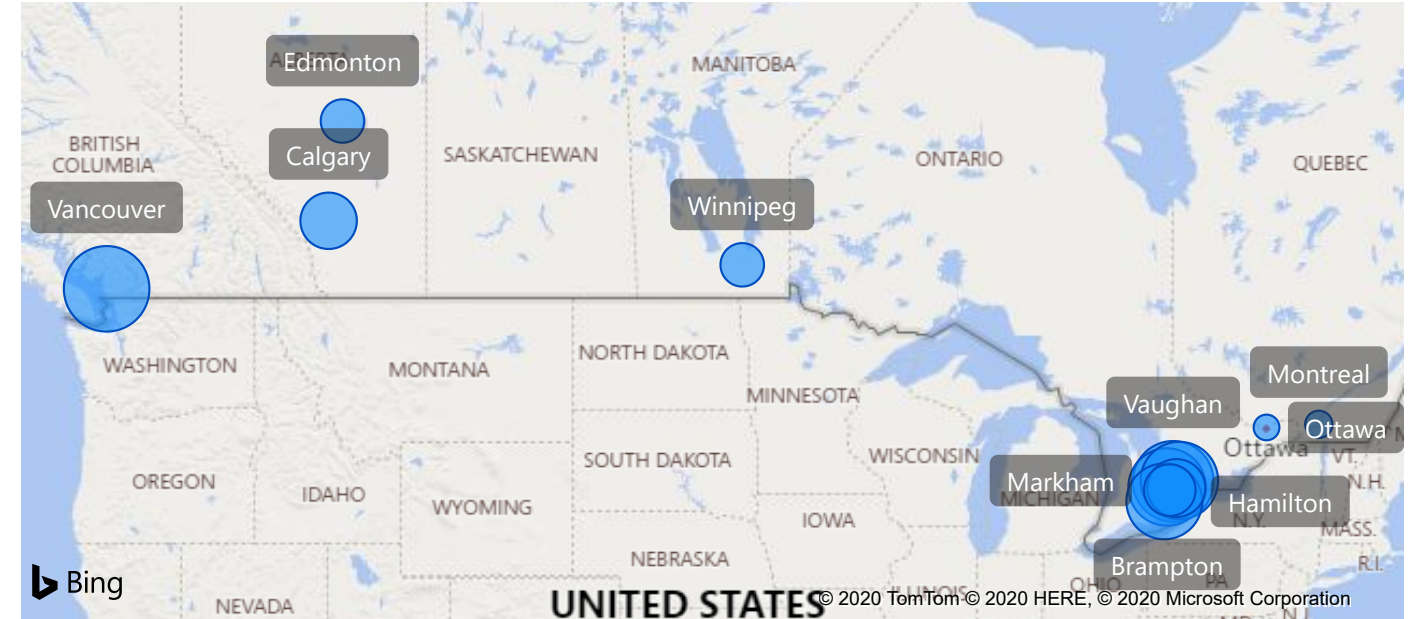 ALBERTA
Edmonton
MANITOBA
BRITISH
COLUMBIA
Calgary
SASKATCHEWAN
ONTARIO
QUEBEC
Vancouver
Winnipeg
WASHINGTON
MONTANA
NORTH DAKOTA
MINNESOTA
Montreal
Vaughan
Ottawa
Ottawa
VT.
WISCONSIN
SOUTH DAKOTA
OREGON
IDAHO
WYOMING
Markham
MICHIGAN
N.H.
Hamilton
N.Y.
MASS.
IOWA
NEBRASKA
Brampton
R.I.
Bing
NEVADA
UNITED STATES
ILLINOIS
OHIO
PA
© 2020 TomTom © 2020 HERE, © 2020 Microsoft Corporation